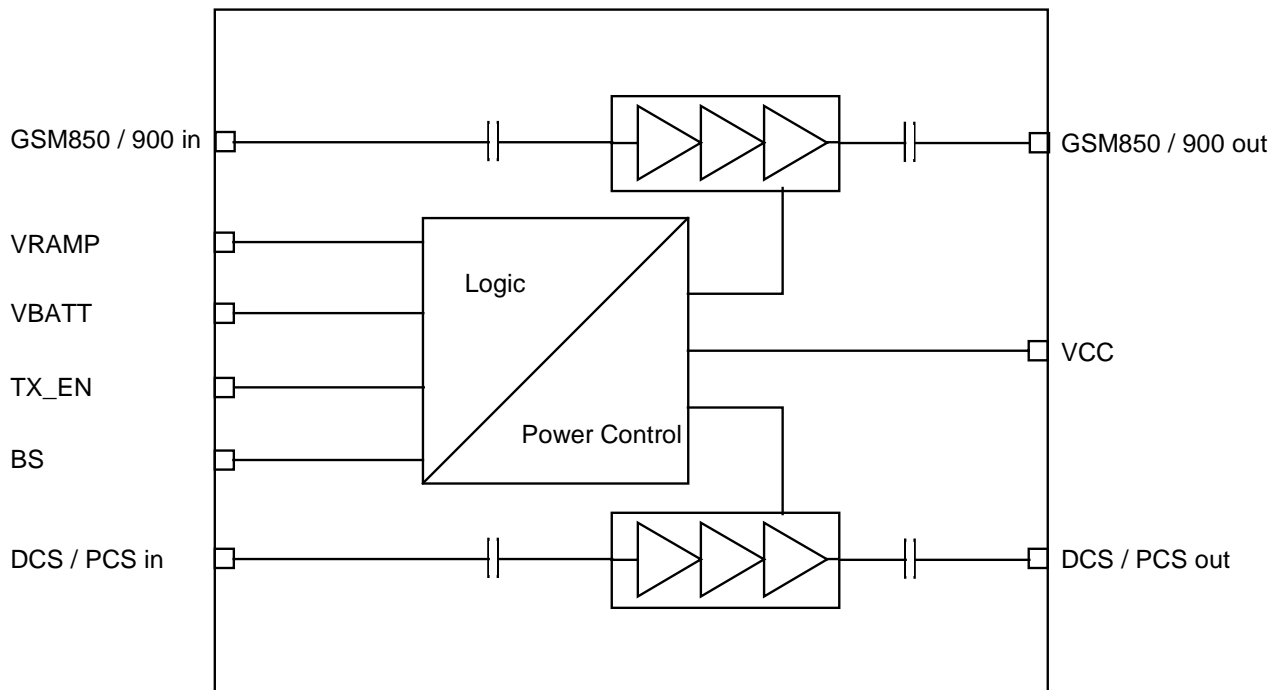 GSM850 / 900 in
GSM850 / 900 out
VRAMP
Logic
VBATT
VCC
TX_EN
Power Control
BS
DCS / PCS in
DCS / PCS out